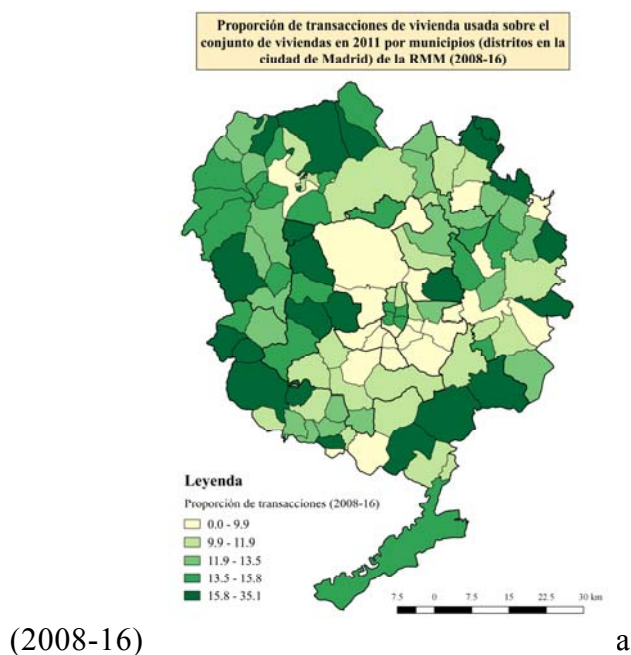 Proporción de transacciones de vivienda usada sobre el
conjunto de viviendas en 2011 por municipios (distritos en la
ciudad de Madrid) de la RMM (2008-16)
Leyenda
Proporción de transacciones (2008-16)
0.0 - 9.9
9.9 - 11.9
11.9 - 13.5
13.5 - 15.8
15.8 - 35.1
7.5 0 7.5 15 22.5 30 km
(2008-16) a